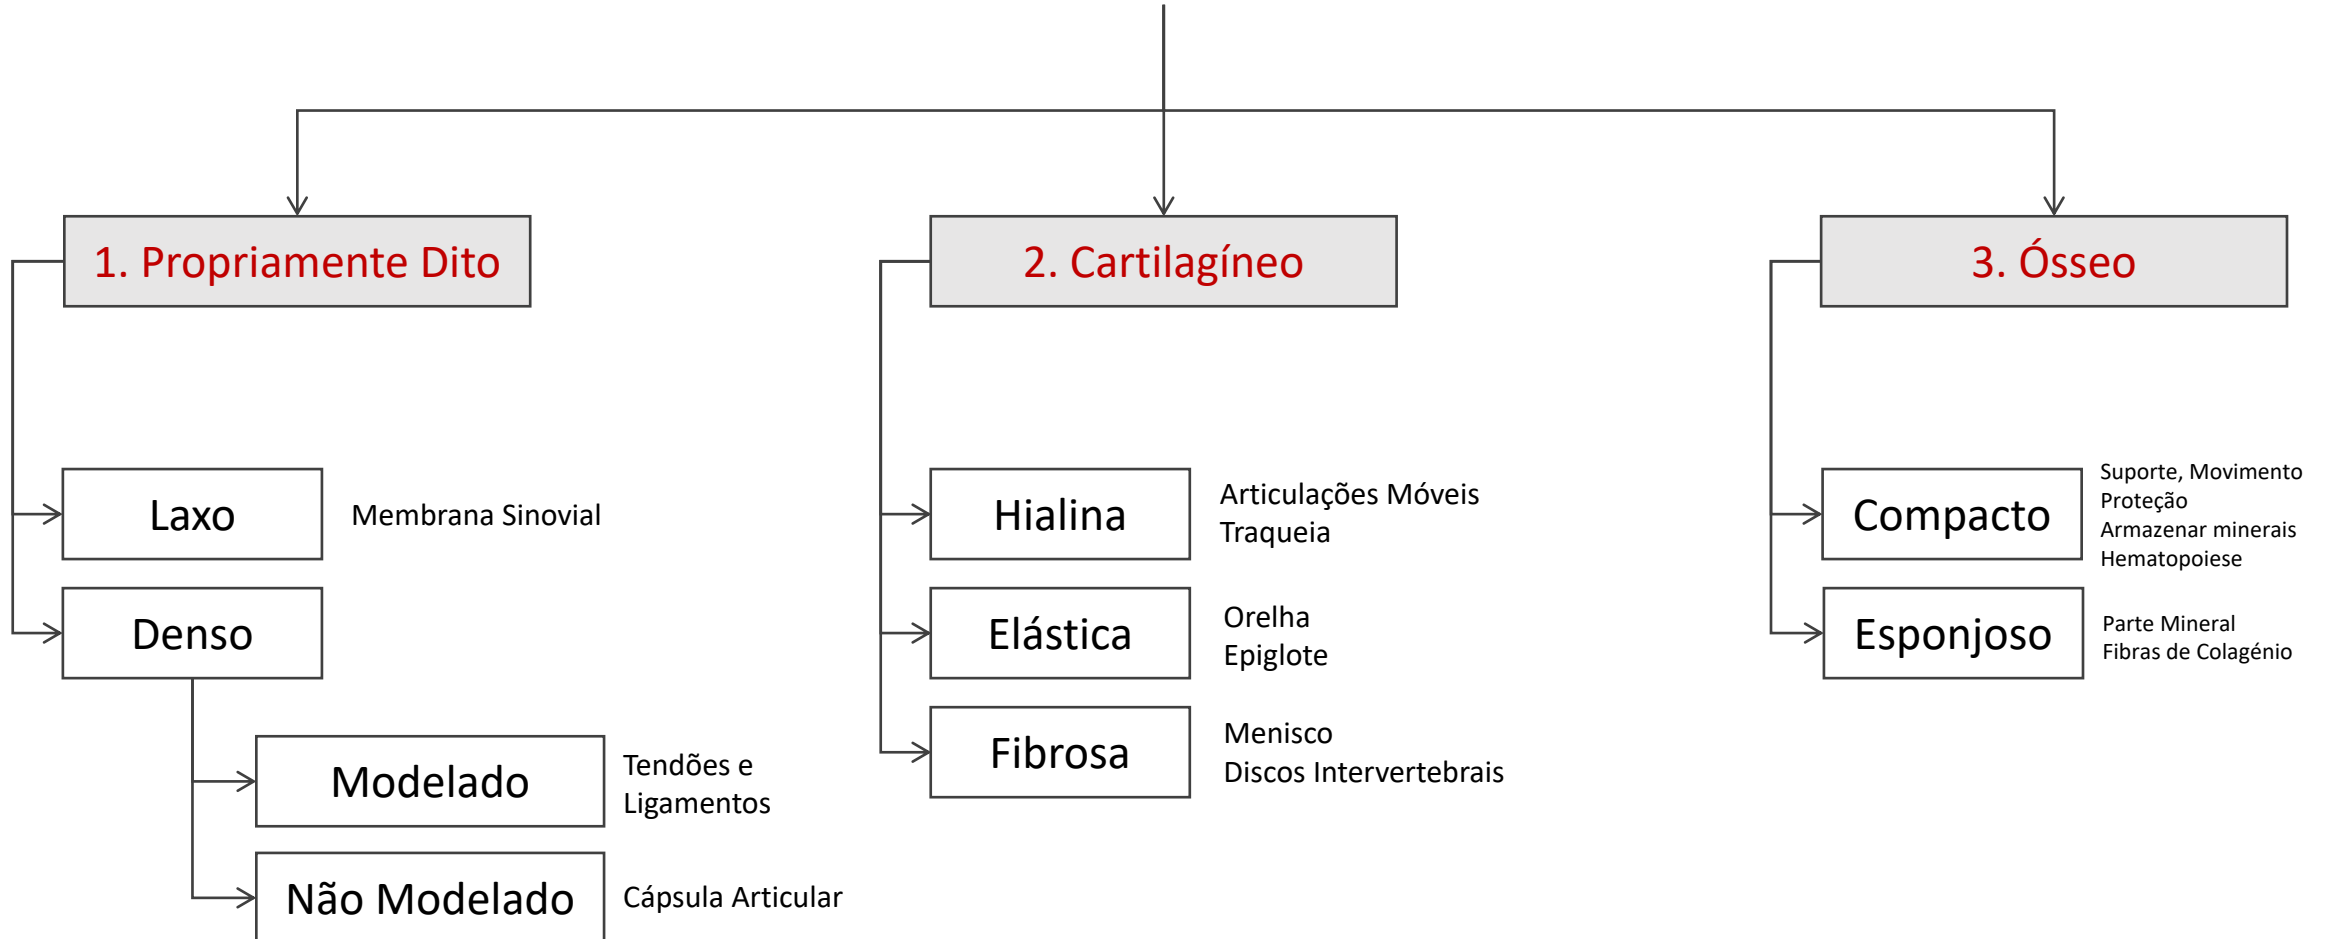 1. Propriamente Dito
Laxo
Membrana Sinovial
Denso
Modelado
Tendões e
Ligamentos
Não Modelado
Cápsula Articular
2. Cartilagíneo
Hialina
Articulações Móveis
Traqueia
Elástica
Orelha
Epiglote
Fibrosa
Menisco
Discos Intervertebrais
3. Ósseo
Compacto
Suporte, Movimento
Proteção
Armazenar minerais
Hematopoiese
Esponjoso
Parte Mineral
Fibras de Colagénio